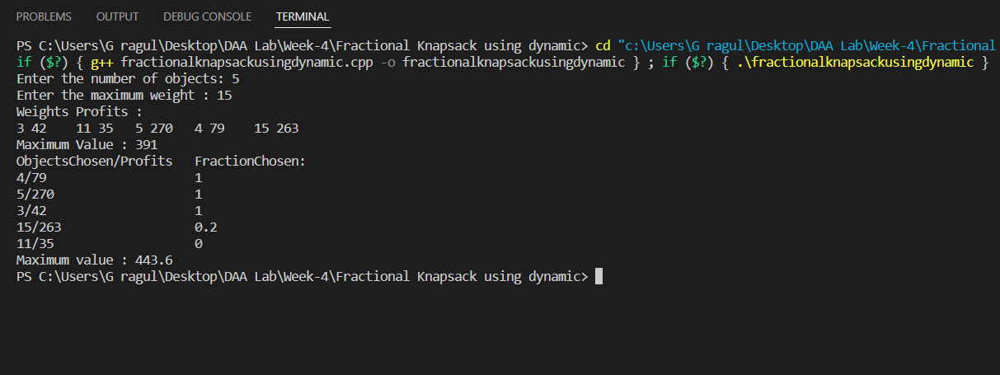 PROBLEMS OUTPUT DEBUG CONSOLE TERMINAL
PS C:\Users\G ragul\Desktop\DAA Lab\Week-4\Fractional Knapsack using dynamic> cd "c:\Users\G ragul\Desktop\DAA Lab\Week-4\Fractional
if ($?) { g++ fractionalknapsackusingdynamic.cpp -o fractionalknapsackusingdynamic } ; if ($?) { .\fractionalknapsackusingdynamic }
Enter the number of objects: 5
Enter the maximum weight : 15
Weights Profits :
3 42    11 35   5 270   4 79    15 263
Maximum Value : 391
ObjectsChosen/Profits   FractionChosen:
4/79                    1
5/270                   1
3/42                    1
15/263                  0.2
11/35                   0
Maximum value : 443.6
PS C:\Users\G ragul\Desktop\DAA Lab\Week-4\Fractional Knapsack using dynamic>